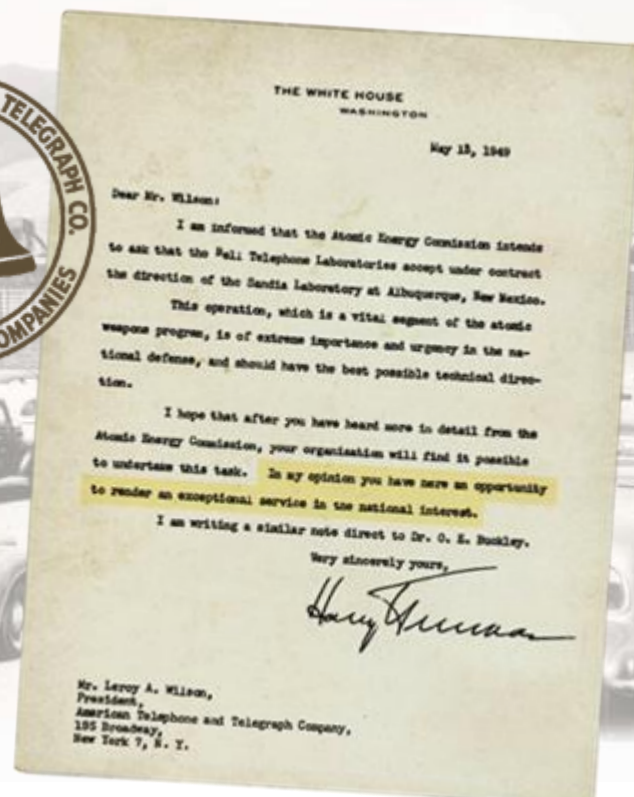 TELEGRAPH CO.
COMPANIES
THE WHITE HOUSE
WASHINGTON
May 13, 1949
Dear Mr. Wilson:
I am informed that the Atomic Energy Commission intends
to ask that the Bell Telephone Laboratories accept under contract
the direction of the Sandia Laboratory at Albuquerque, New Mexico.
This operation, which is a vital segment of the atomic
weapons program, is of extreme importance and urgency in the na-
tional defense, and should have the best possible technical direc-
tion.
I hope that after you have heard more in detail from the
Atomic Energy Commission, your organization will find it possible
to undertake this task. In my opinion you have here an opportunity
to render an exceptional service in the national interest.
I am writing a similar note direct to Dr. O. E. Buckley.
Very sincerely yours,
Harry Truman
Mr. Leroy A. Wilson,
President,
American Telephone and Telegraph Company,
195 Broadway,
New York 7, N. Y.